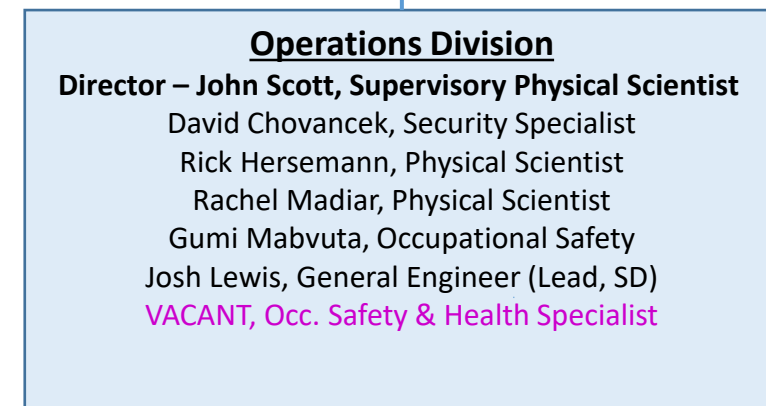 Operations Division
Director – John Scott, Supervisory Physical Scientist
David Chovancek, Security Specialist
Rick Hersemann, Physical Scientist
Rachel Madiar, Physical Scientist
Gumi Mabvuta, Occupational Safety
Josh Lewis, General Engineer (Lead, SD)
VACANT, Occ. Safety & Health Specialist